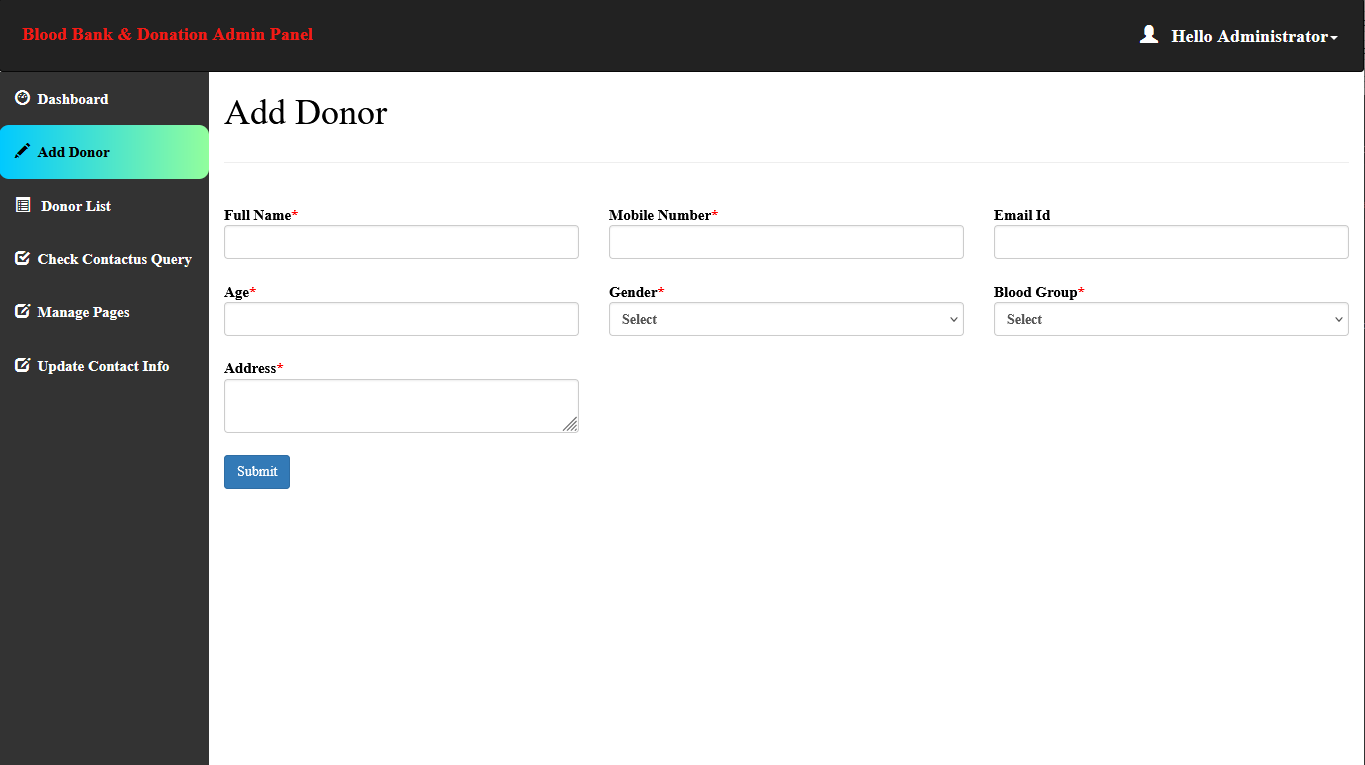 Blood Bank & Donation Admin Panel
Hello Administrator
Dashboard
Add Donor
Donor List
Check Contactus Query
Manage Pages
Update Contact Info
Add Donor
Full Name*
Mobile Number*
Email Id
Age*
Gender*
Select
Blood Group*
Select
Address*
Submit